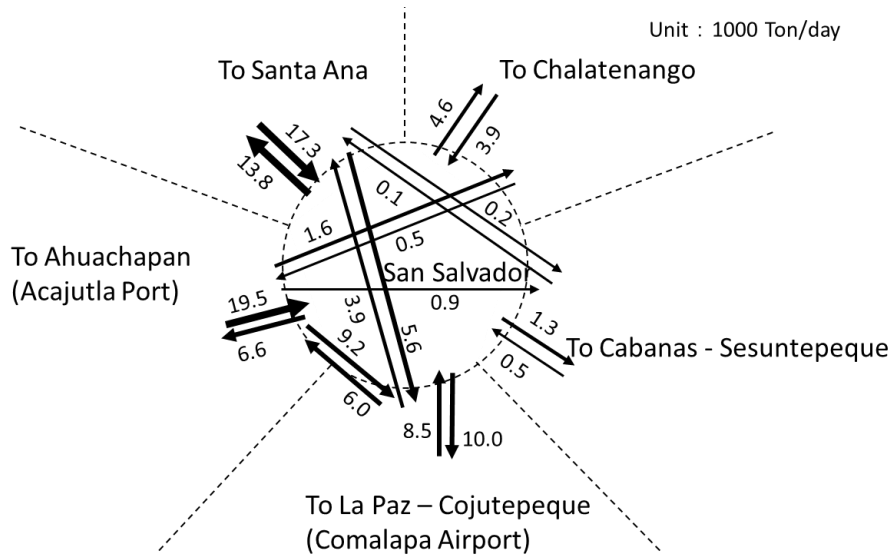 Unit : 1000 Ton/day
To Santa Ana
To Chalatenango
4.6
3.9
17.3
13.8
0.1
0.2
1.6
0.5
To Ahuachapan
(Acajutla Port)
San Salvador
0.9
19.5
6.6
3.9
5.6
9.2
6.0
1.3
0.5
To Cabanas - Sesuntepeque
8.5
10.0
To La Paz – Cojutepeque
(Comalapa Airport)